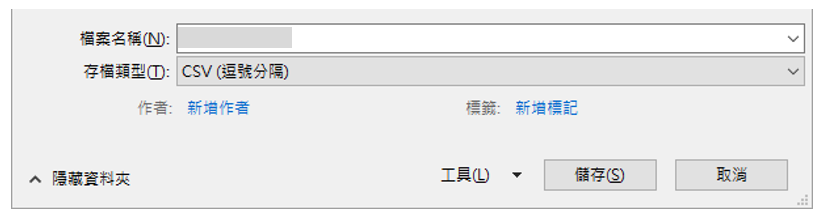 檔案名稱(N):
存檔類型(T): CSV (逗號分隔)
作者: 新增作者 標籤: 新增標記
隱藏資料夾 工具(L) 儲存(S) 取消